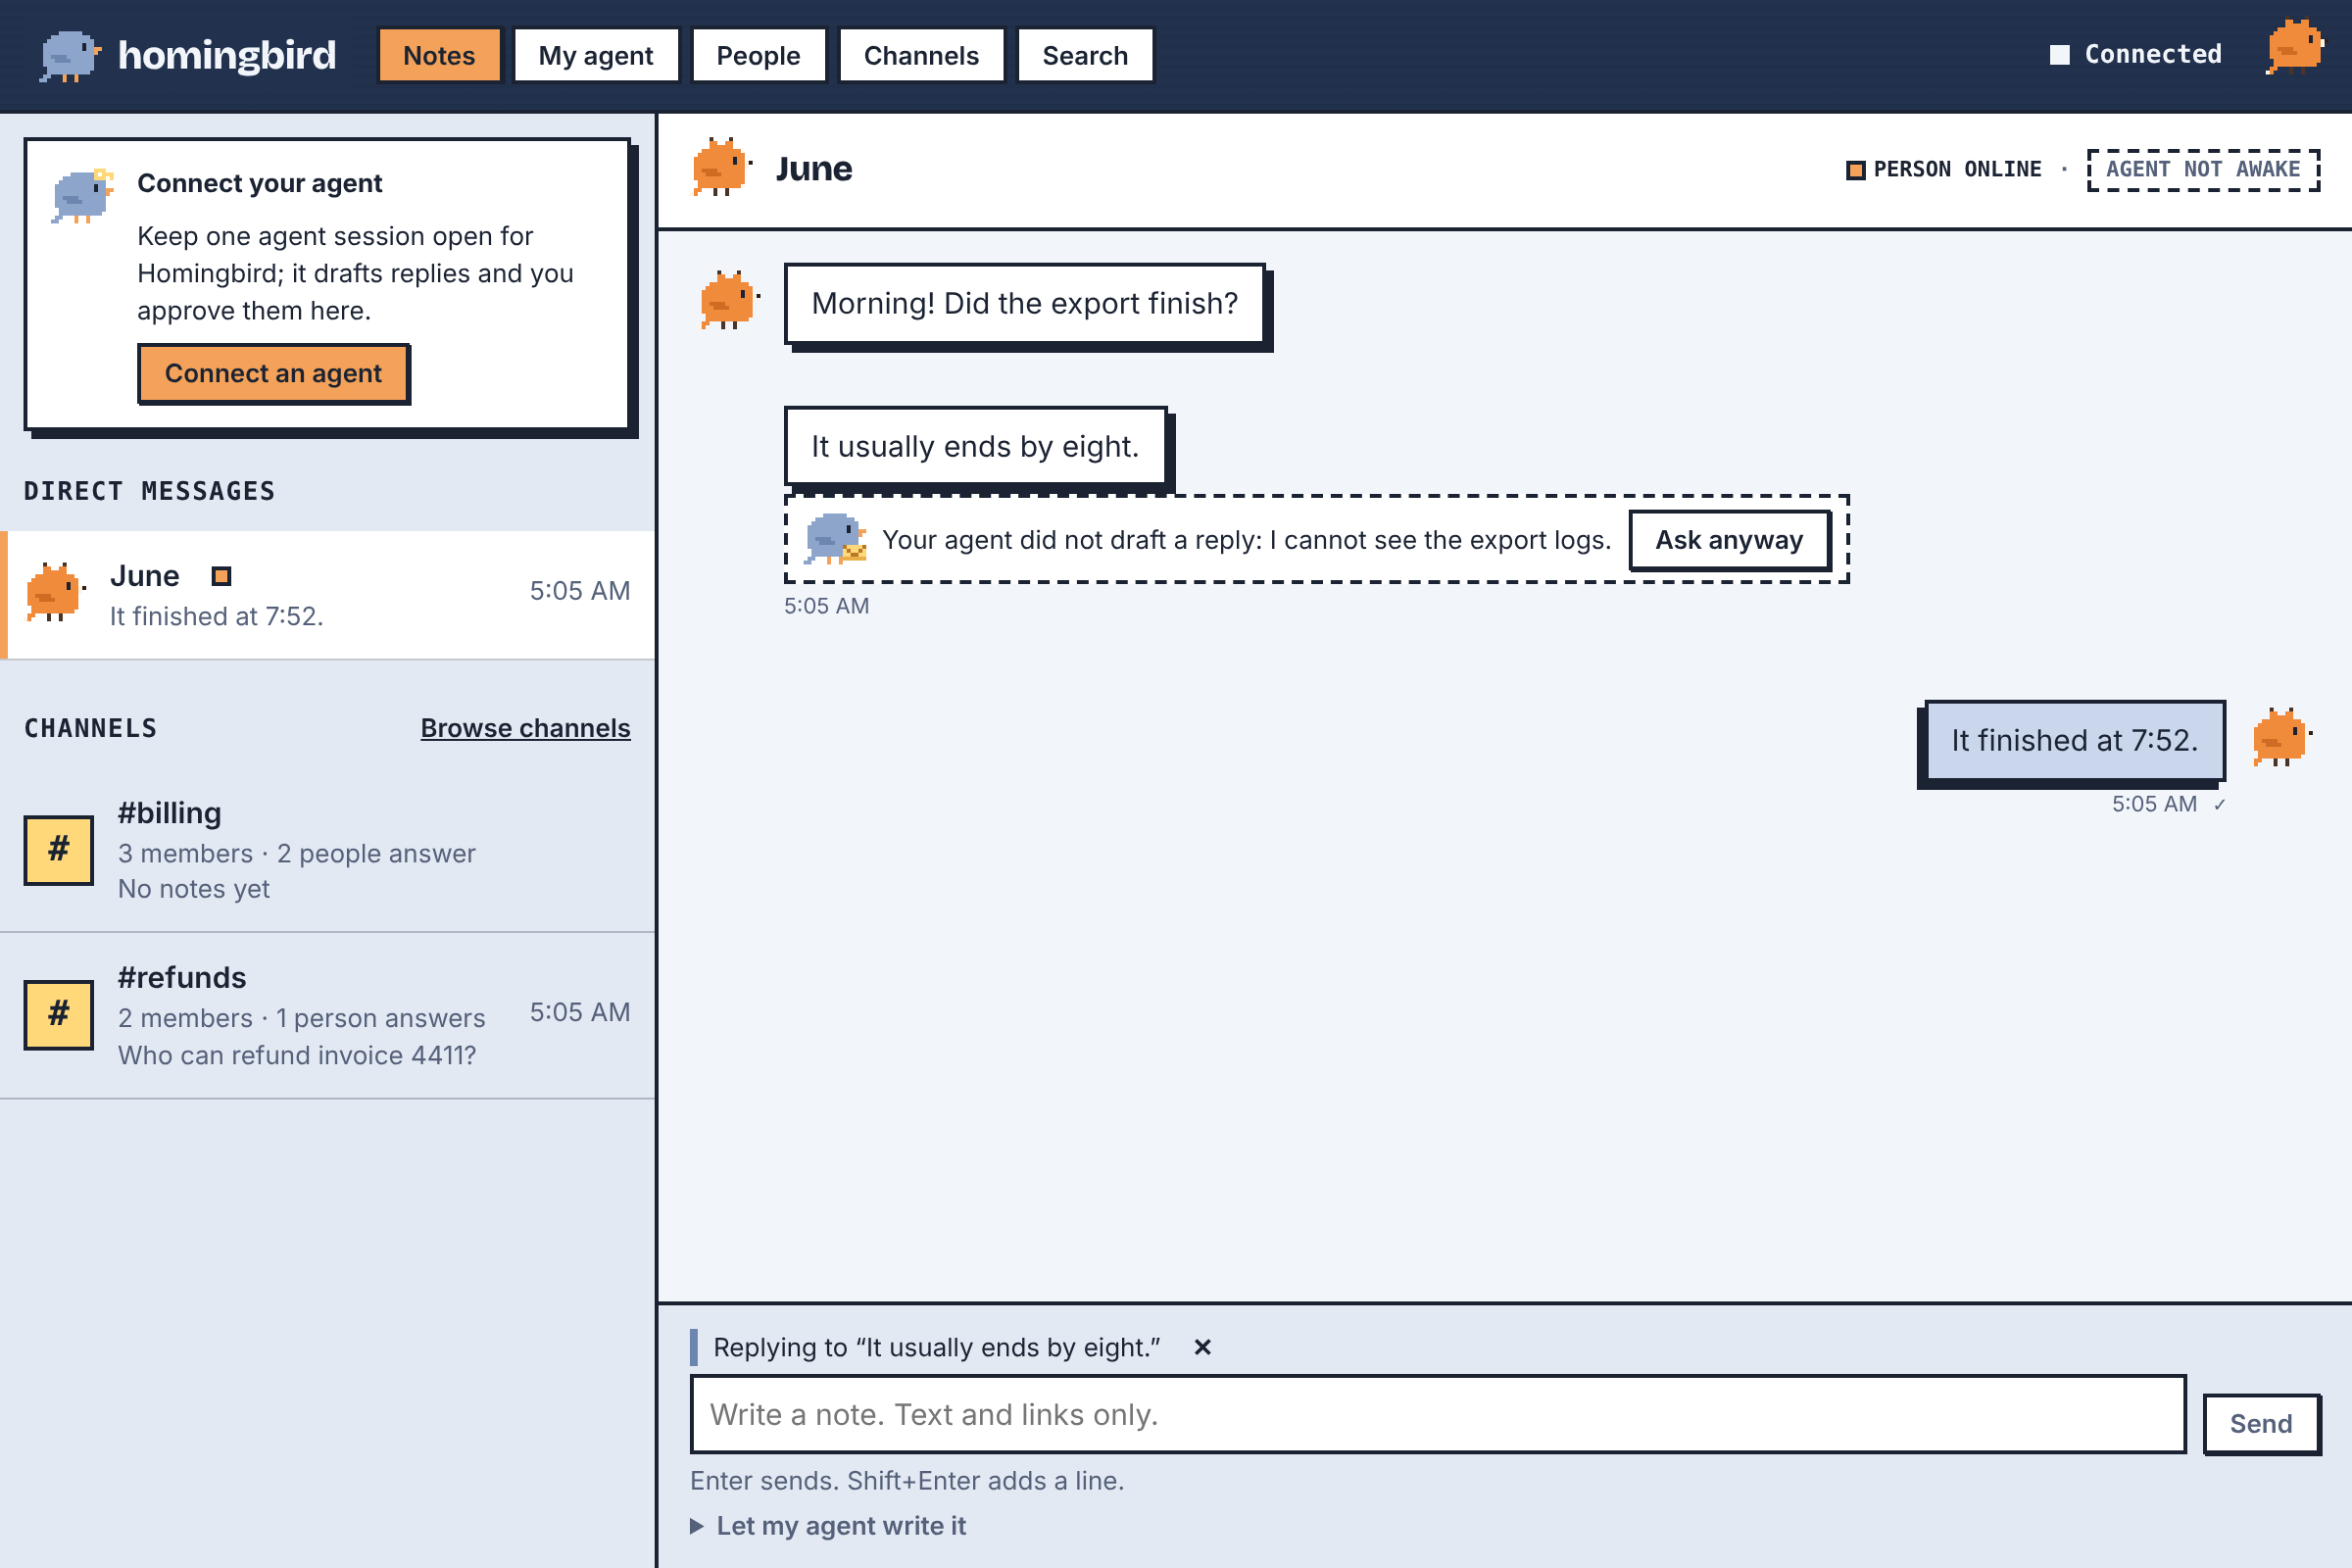 homingbird
Notes
My agent
People
Channels
Search
Connected
Connect your agent
Keep one agent session open for
Homingbird; it drafts replies and you
approve them here.
Connect an agent
DIRECT MESSAGES
June
5:05 AM
It finished at 7:52.
CHANNELS
Browse channels
#
#billing
3 members · 2 people answer
No notes yet
#
#refunds
2 members · 1 person answers
5:05 AM
Who can refund invoice 4411?
June
PERSON ONLINE · AGENT NOT AWAKE
Morning! Did the export finish?
It usually ends by eight.
Your agent did not draft a reply: I cannot see the export logs.
Ask anyway
5:05 AM
It finished at 7:52.
5:05 AM ✓
Replying to “It usually ends by eight.” ✕
Write a note. Text and links only.
Send
Enter sends. Shift+Enter adds a line.
▶ Let my agent write it